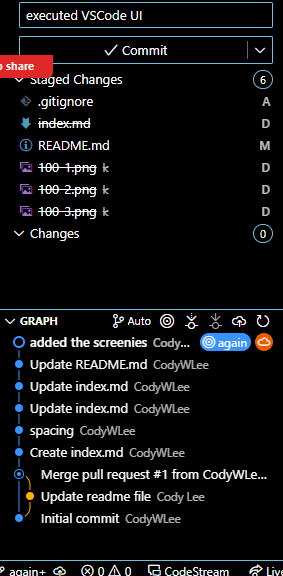 executed VSCode UI
Commit
share
Staged Changes 6
.gitignore A
index.md D
README.md M
100-1.png k D
100-2.png k D
100-3.png k D
Changes 0
GRAPH Auto
added the screenies Cody... again
Update README.md CodyWLee
Update index.md CodyWLee
Update index.md CodyWLee
spacing CodyWLee
Create index.md CodyWLee
Merge pull request #1 from CodyWLe...
Update readme file Cody Lee
Initial commit CodyWLee
again+ 0 0 CodeStream Live